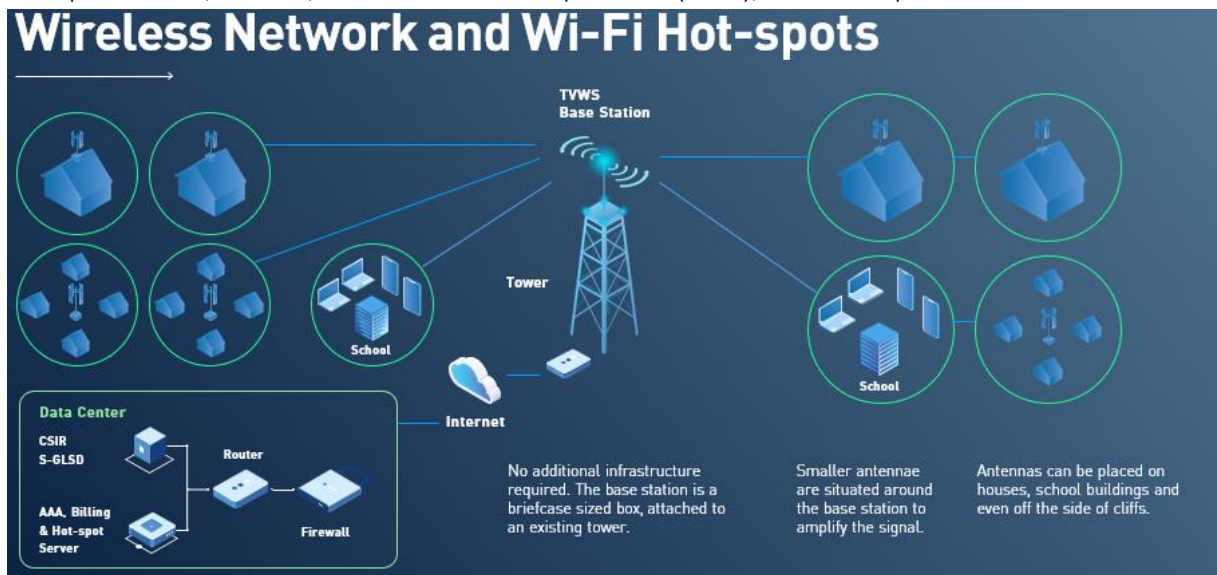 Wireless Network and Wi-Fi Hot-spots
TVWS
Base Station
Tower
School
School
Internet
Data Center
CSIR
S-GLSD
Router
AAA, Billing
& Hot-spot
Server
Firewall
No additional infrastructure
required. The base station is a
briefcase sized box, attached to
an existing tower.
Smaller antennae
are situated around
the base station to
amplify the signal.
Antennas can be placed on
houses, school buildings and
even off the side of cliffs.